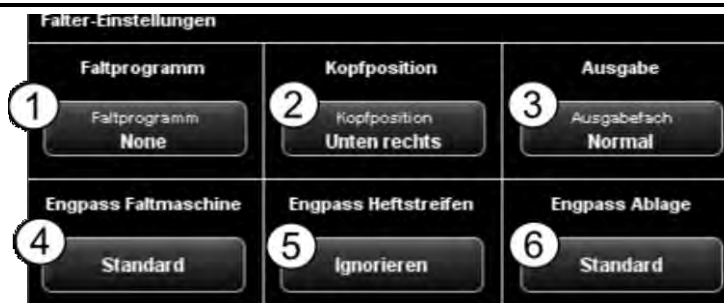 Falter-Einstellungen
Faltprogramm
Kopfposition
Ausgabe
1
Faltprogramm
None
2
Kopfposition
Unten rechts
3
Ausgabefach
Normal
Engpass Faltmaschine
Engpass Heftstreifen
Engpass Ablage
4
Standard
5
Ignorieren
6
Standard